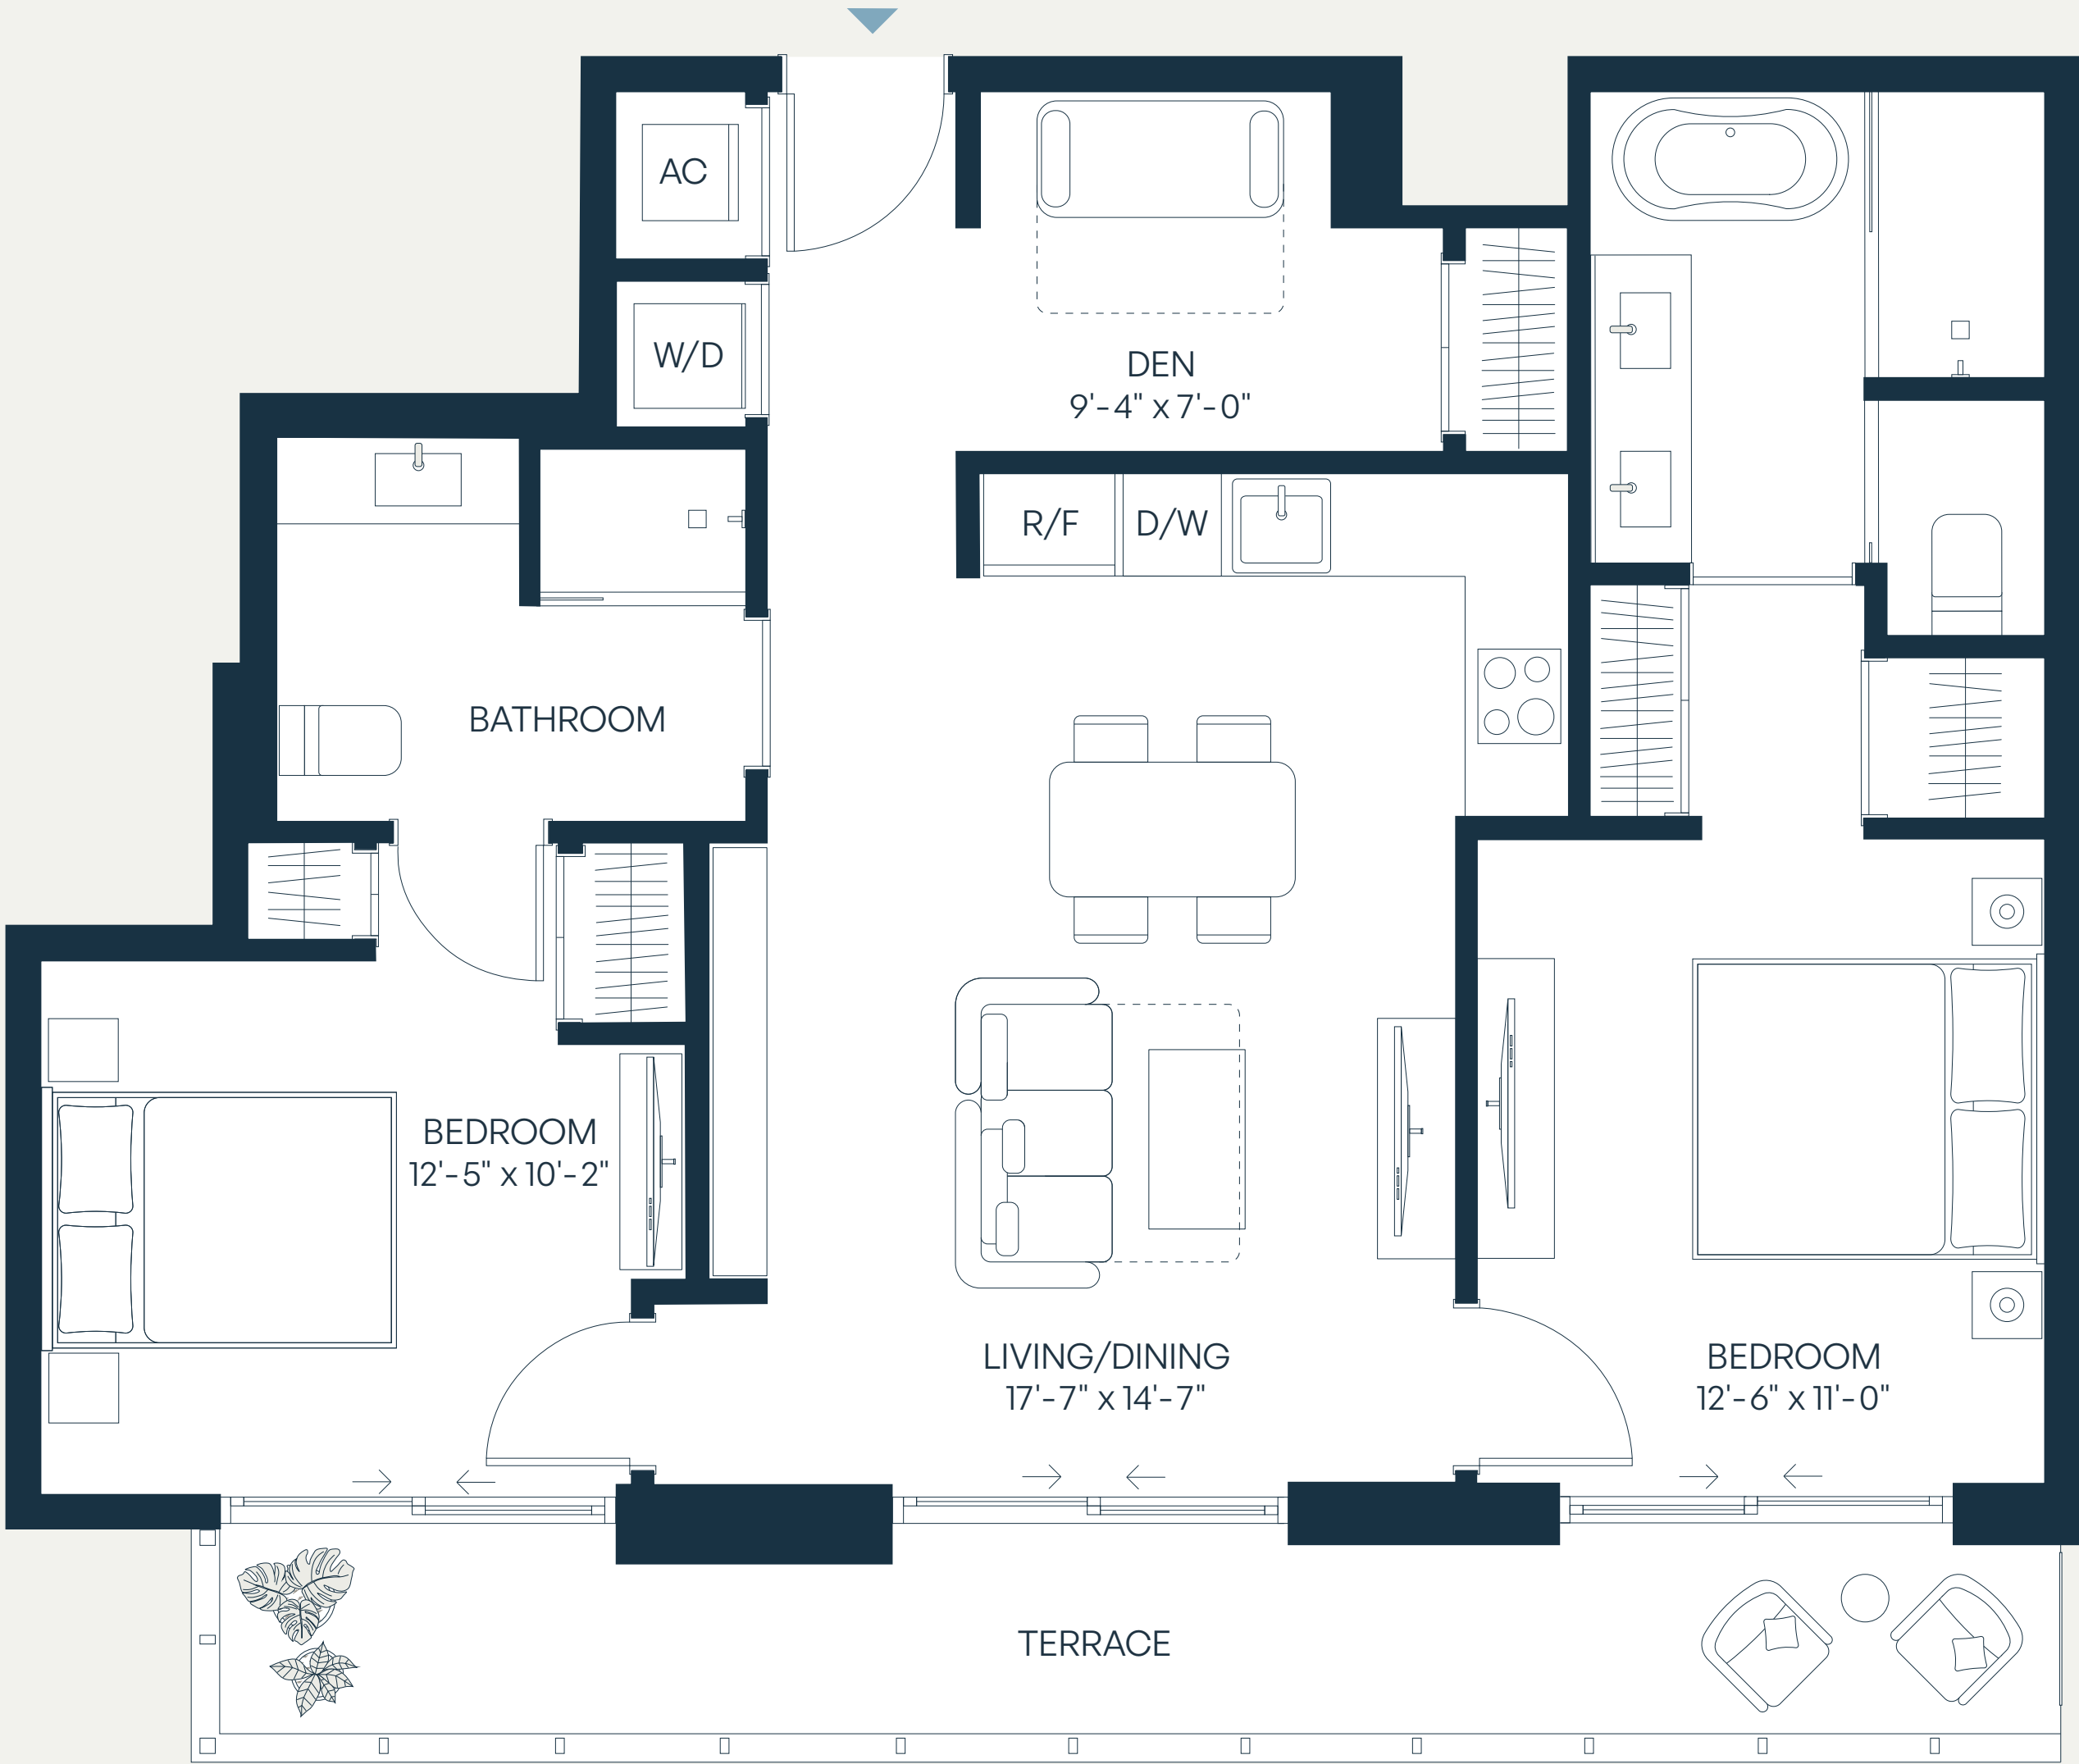 AC
W/D
DEN
9'-4" x 7'-0"
R/F
D/W
BATHROOM
BEDROOM
12'-5" x 10'-2"
LIVING/DINING
17'-7" x 14'-7"
BEDROOM
12'-6" x 11'-0"
TERRACE